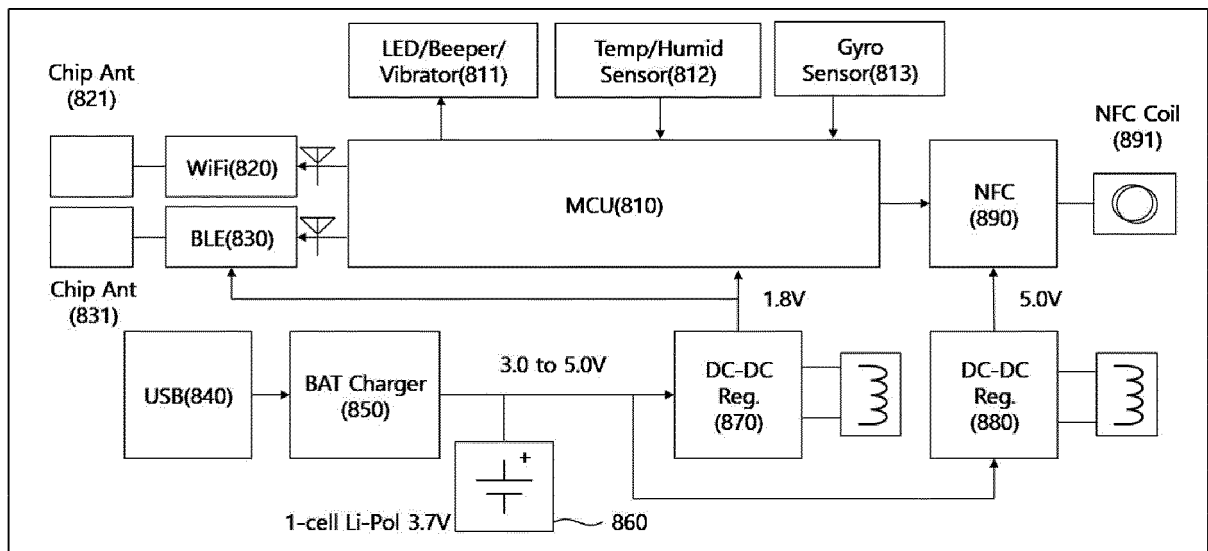 LED/Beeper/
Vibrator(811)
Temp/Humid
Sensor(812)
Gyro
Sensor(813)
Chip Ant
(821)
NFC Coil
(891)
WiFi(820)
MCU(810)
NFC
(890)
BLE(830)
Chip Ant
(831)
1.8V
5.0V
USB(840)
BAT Charger
(850)
3.0 to 5.0V
DC-DC
Reg.
(870)
DC-DC
Reg.
(880)
+
1-cell Li-Pol 3.7V
860